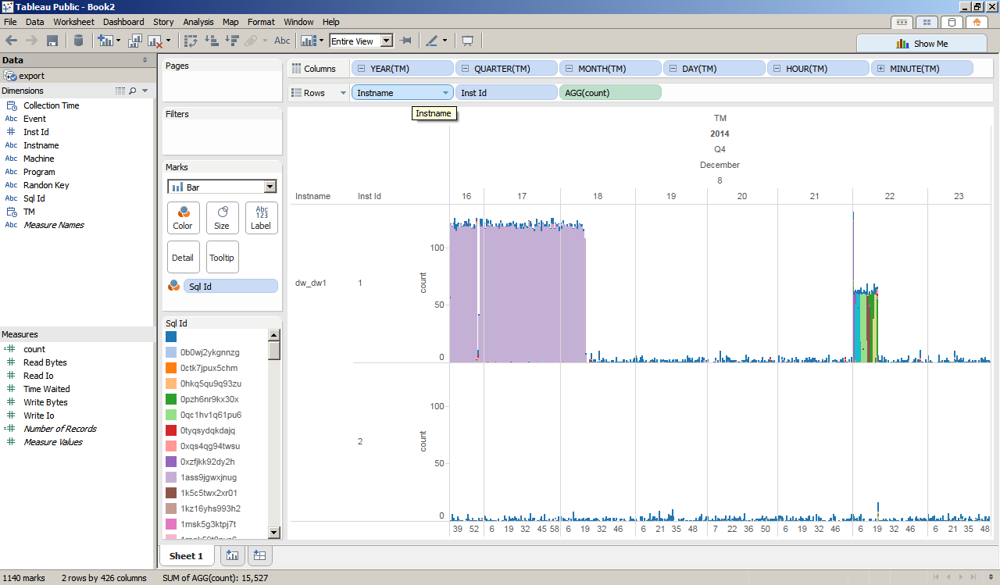 Tableau Public - Book2
File Data Worksheet Dashboard Story Analysis Map Format Window Help
Abc Entire View Show Me
Data
export
Dimensions
Collection Time
Abc Event
Inst Id
Abc Instname
Abc Machine
Abc Program
Abc Randon Key
Abc Sql Id
TM
Abc Measure Names
Measures
count
Read Bytes
Read Io
Time Waited
Write Bytes
Write Io
Number of Records
Measure Values
Pages
Filters
Marks
Bar
Color Size Abc 123 Label
Detail Tooltip
Sql Id
Sql Id
0b0wj2ykgnnzg
0ctk7jpux5chm
0hkq5qu9q93zu
0pzh6nr9kx30x
0qc1hv1q61pu6
0tyqsydqkdajq
0xqs4qg94twsu
0xzfjkk92dy2h
1ass9jgwxjnug
1k5c5twx2xr01
1kz16yhs993h2
1msk5g3ktpj7t
Columns YEAR(TM) QUARTER(TM) MONTH(TM) DAY(TM) HOUR(TM) MINUTE(TM)
Rows Instname Inst Id AGG(count)
Instname
TM
2014
Q4
December
8
Instname Inst Id 16 17 18 19 20 21 22 23
100
dw_dw1 1 count
50
0
100
2 count
50
0
39 52 6 19 32 45 58 6 19 32 46 6 21 35 48 7 22 36 50 6 19 32 46 6 19 32 46 6 21 35 48
Sheet 1
1140 marks 2 rows by 426 columns SUM of AGG(count): 15,527